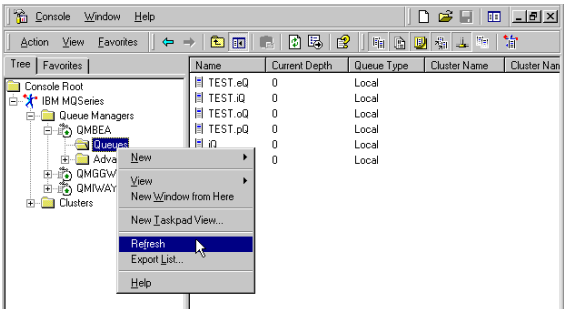 Console Window Help
Action View Favorites
Tree Favorites
Name Current Depth Queue Type Cluster Name Cluster Nan
Console Root
IBM MQSeries
Queue Managers
QMBEA
Queues
Adva
QMGGW
QMIWAY
Clusters
TEST.eQ 0 Local
TEST.iQ 0 Local
TEST.oQ 0 Local
TEST.pQ 0 Local
iQ 0 Local
0 Local
New
View
New Window from Here
New Taskpad View...
Refresh
Export List...
Help